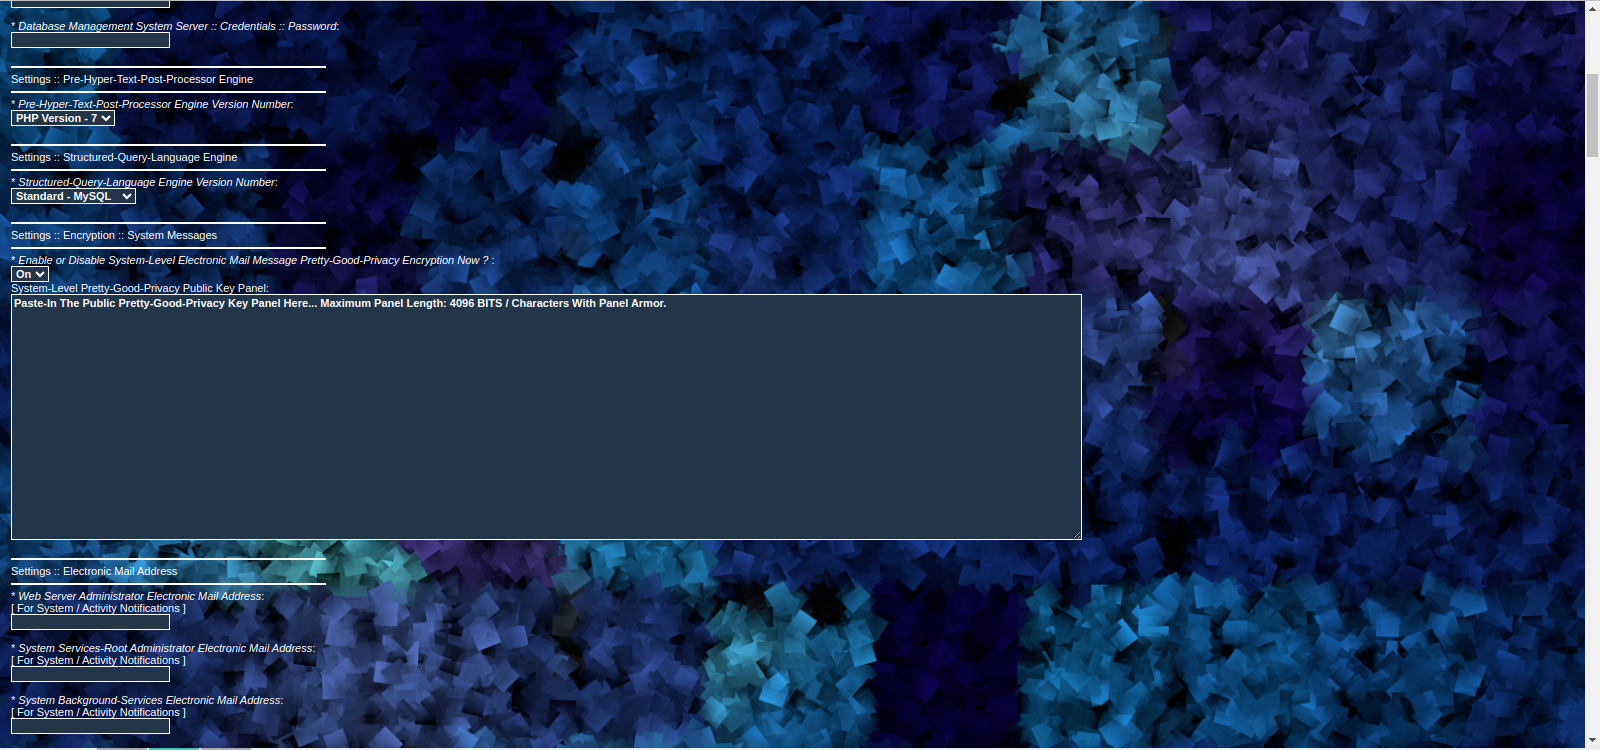 * Database Management System Server :: Credentials :: Password:
Settings :: Pre-Hyper-Text-Post-Processor Engine
* Pre-Hyper-Text-Post-Processor Engine Version Number:
PHP Version - 7
Settings :: Structured-Query-Language Engine
* Structured-Query-Language Engine Version Number:
Standard - MySQL
Settings :: Encryption :: System Messages
* Enable or Disable System-Level Electronic Mail Message Pretty-Good-Privacy Encryption Now ? :
On
System-Level Pretty-Good-Privacy Public Key Panel:
Paste-In The Public Pretty-Good-Privacy Key Panel Here... Maximum Panel Length: 4096 BITS / Characters With Panel Armor.
Settings :: Electronic Mail Address
* Web Server Administrator Electronic Mail Address:
[ For System / Activity Notifications ]
* System Services-Root Administrator Electronic Mail Address:
[ For System / Activity Notifications ]
* System Background-Services Electronic Mail Address:
[ For System / Activity Notifications ]